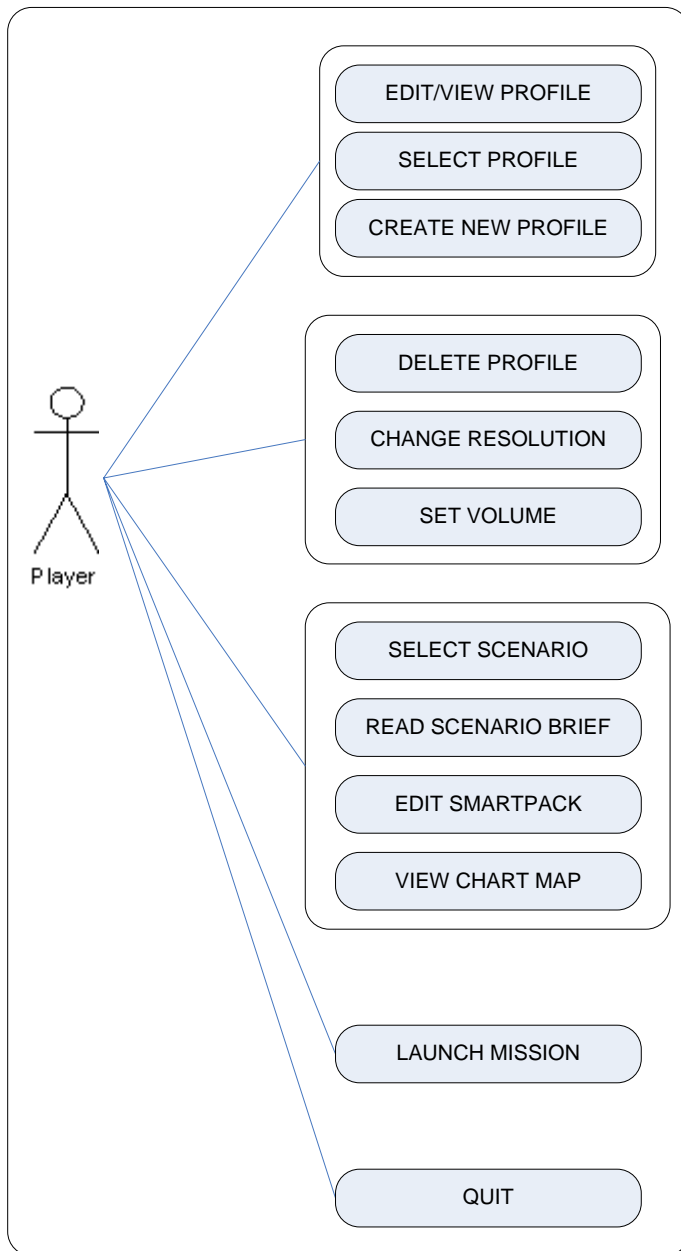 EDIT/VIEW PROFILE
SELECT PROFILE
CREATE NEW PROFILE
DELETE PROFILE
CHANGE RESOLUTION
SET VOLUME
Player
SELECT SCENARIO
READ SCENARIO BRIEF
EDIT SMARTPACK
VIEW CHART MAP
LAUNCH MISSION
QUIT